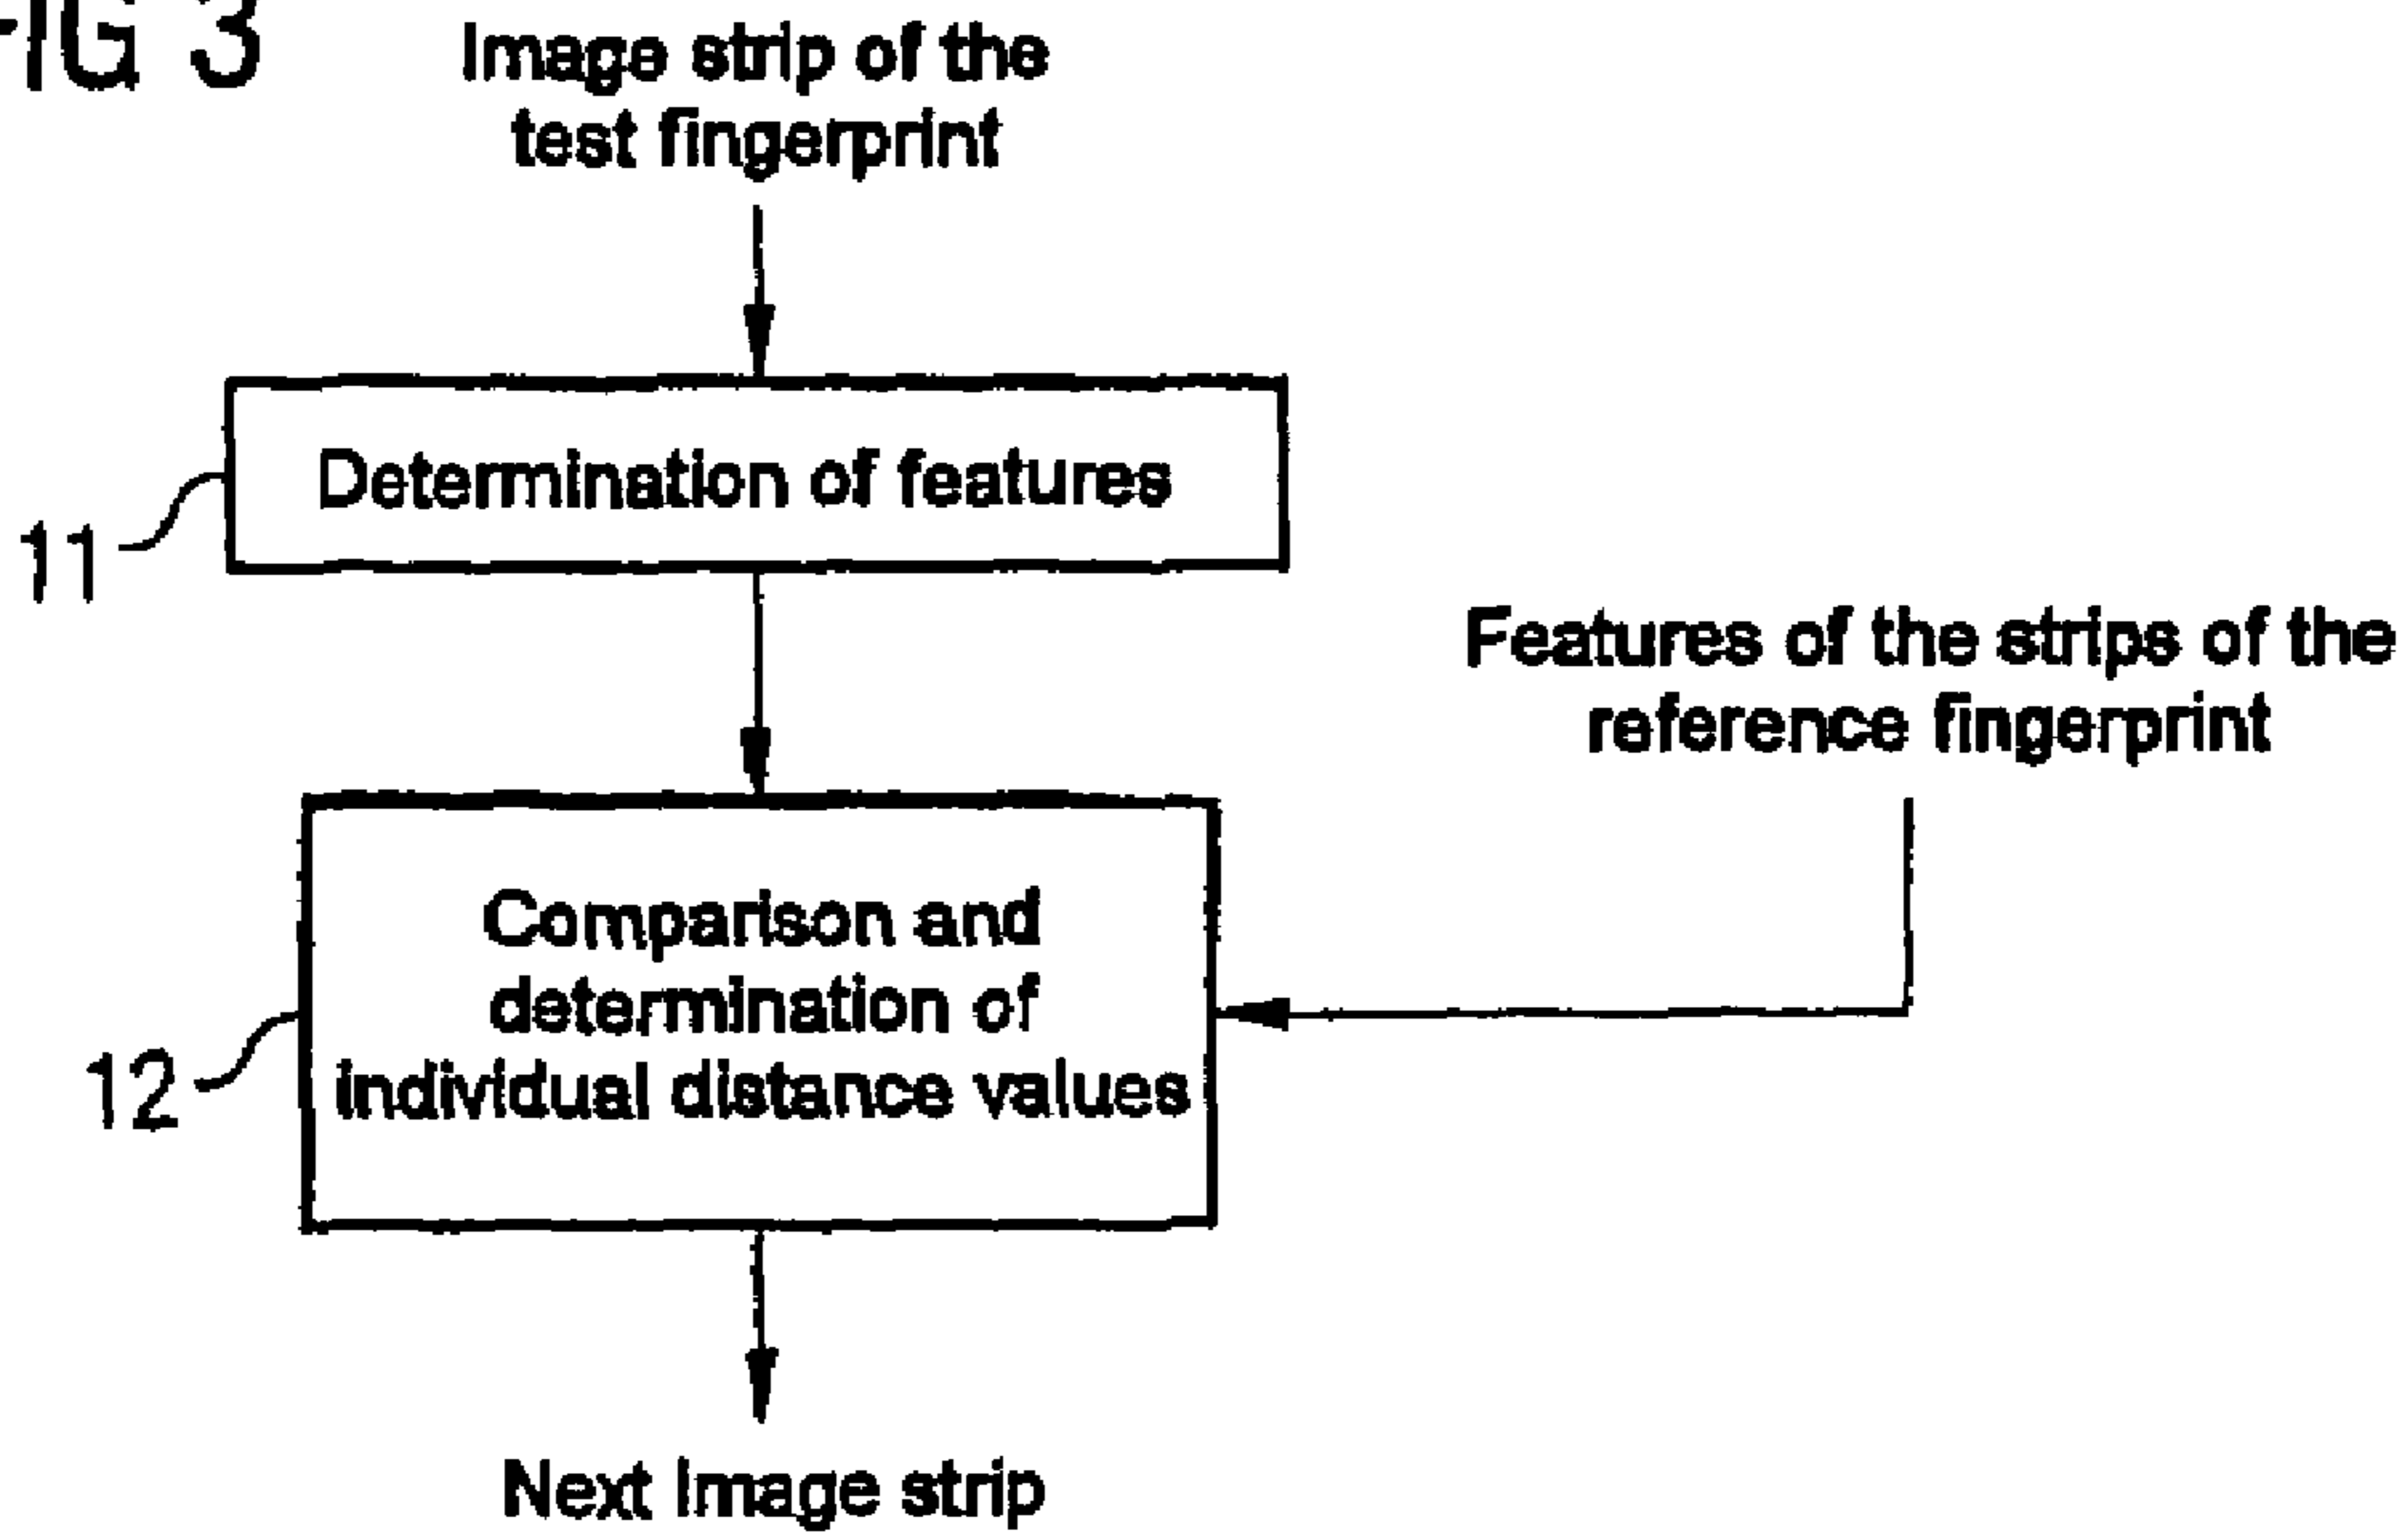 FIG 3
Image strip of the
test fingerprint
Determination of features
11
Features of the strips of the
reference fingerprint
Comparison and
determination of
individual distance values
12
Next Image strip